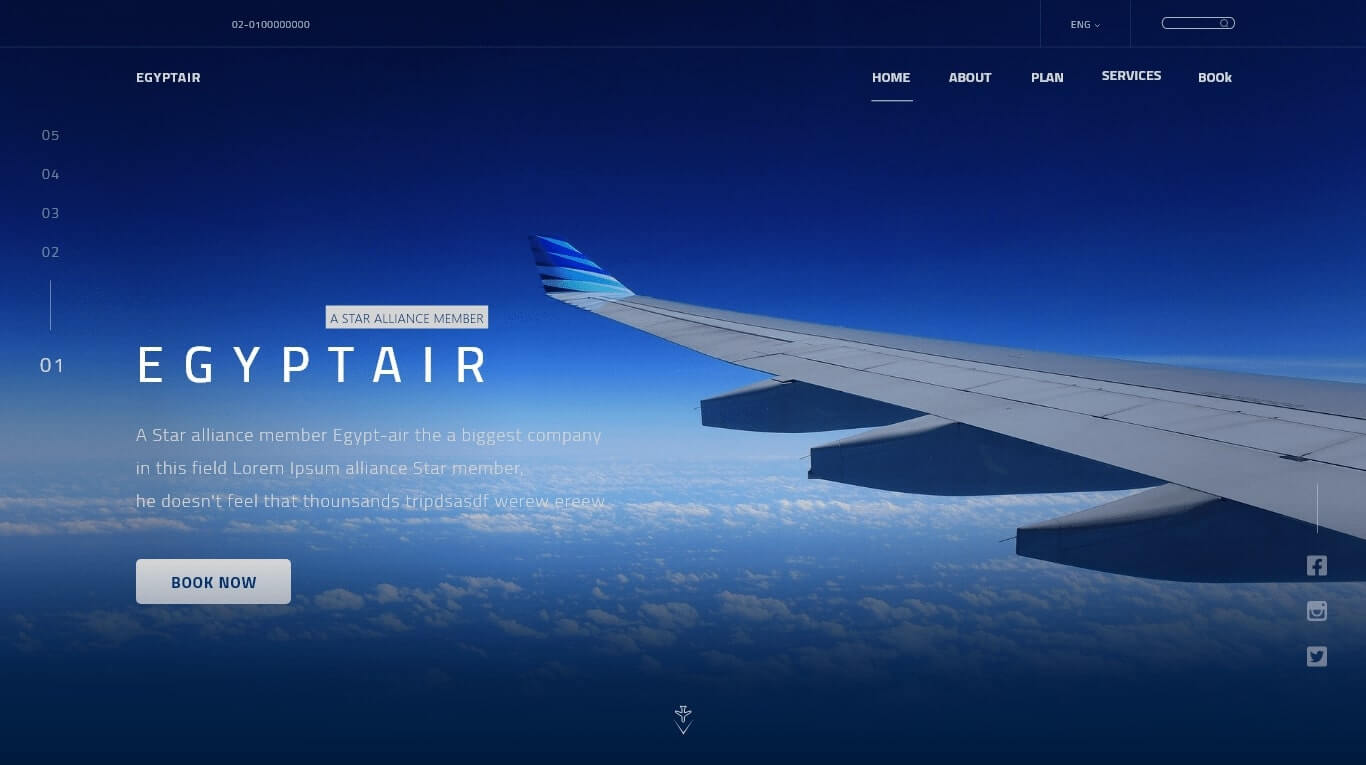 02-0100000000
ENG
EGYPTAIR
HOME ABOUT PLAN SERVICES BOOk
05
04
03
02
01
A STAR ALLIANCE MEMBER
EGYPTAIR
A Star alliance member Egypt-air the a biggest company
in this field Lorem Ipsum alliance Star member,
he doesn't feel that thounsands tripdsasdf werew ereew
BOOK NOW